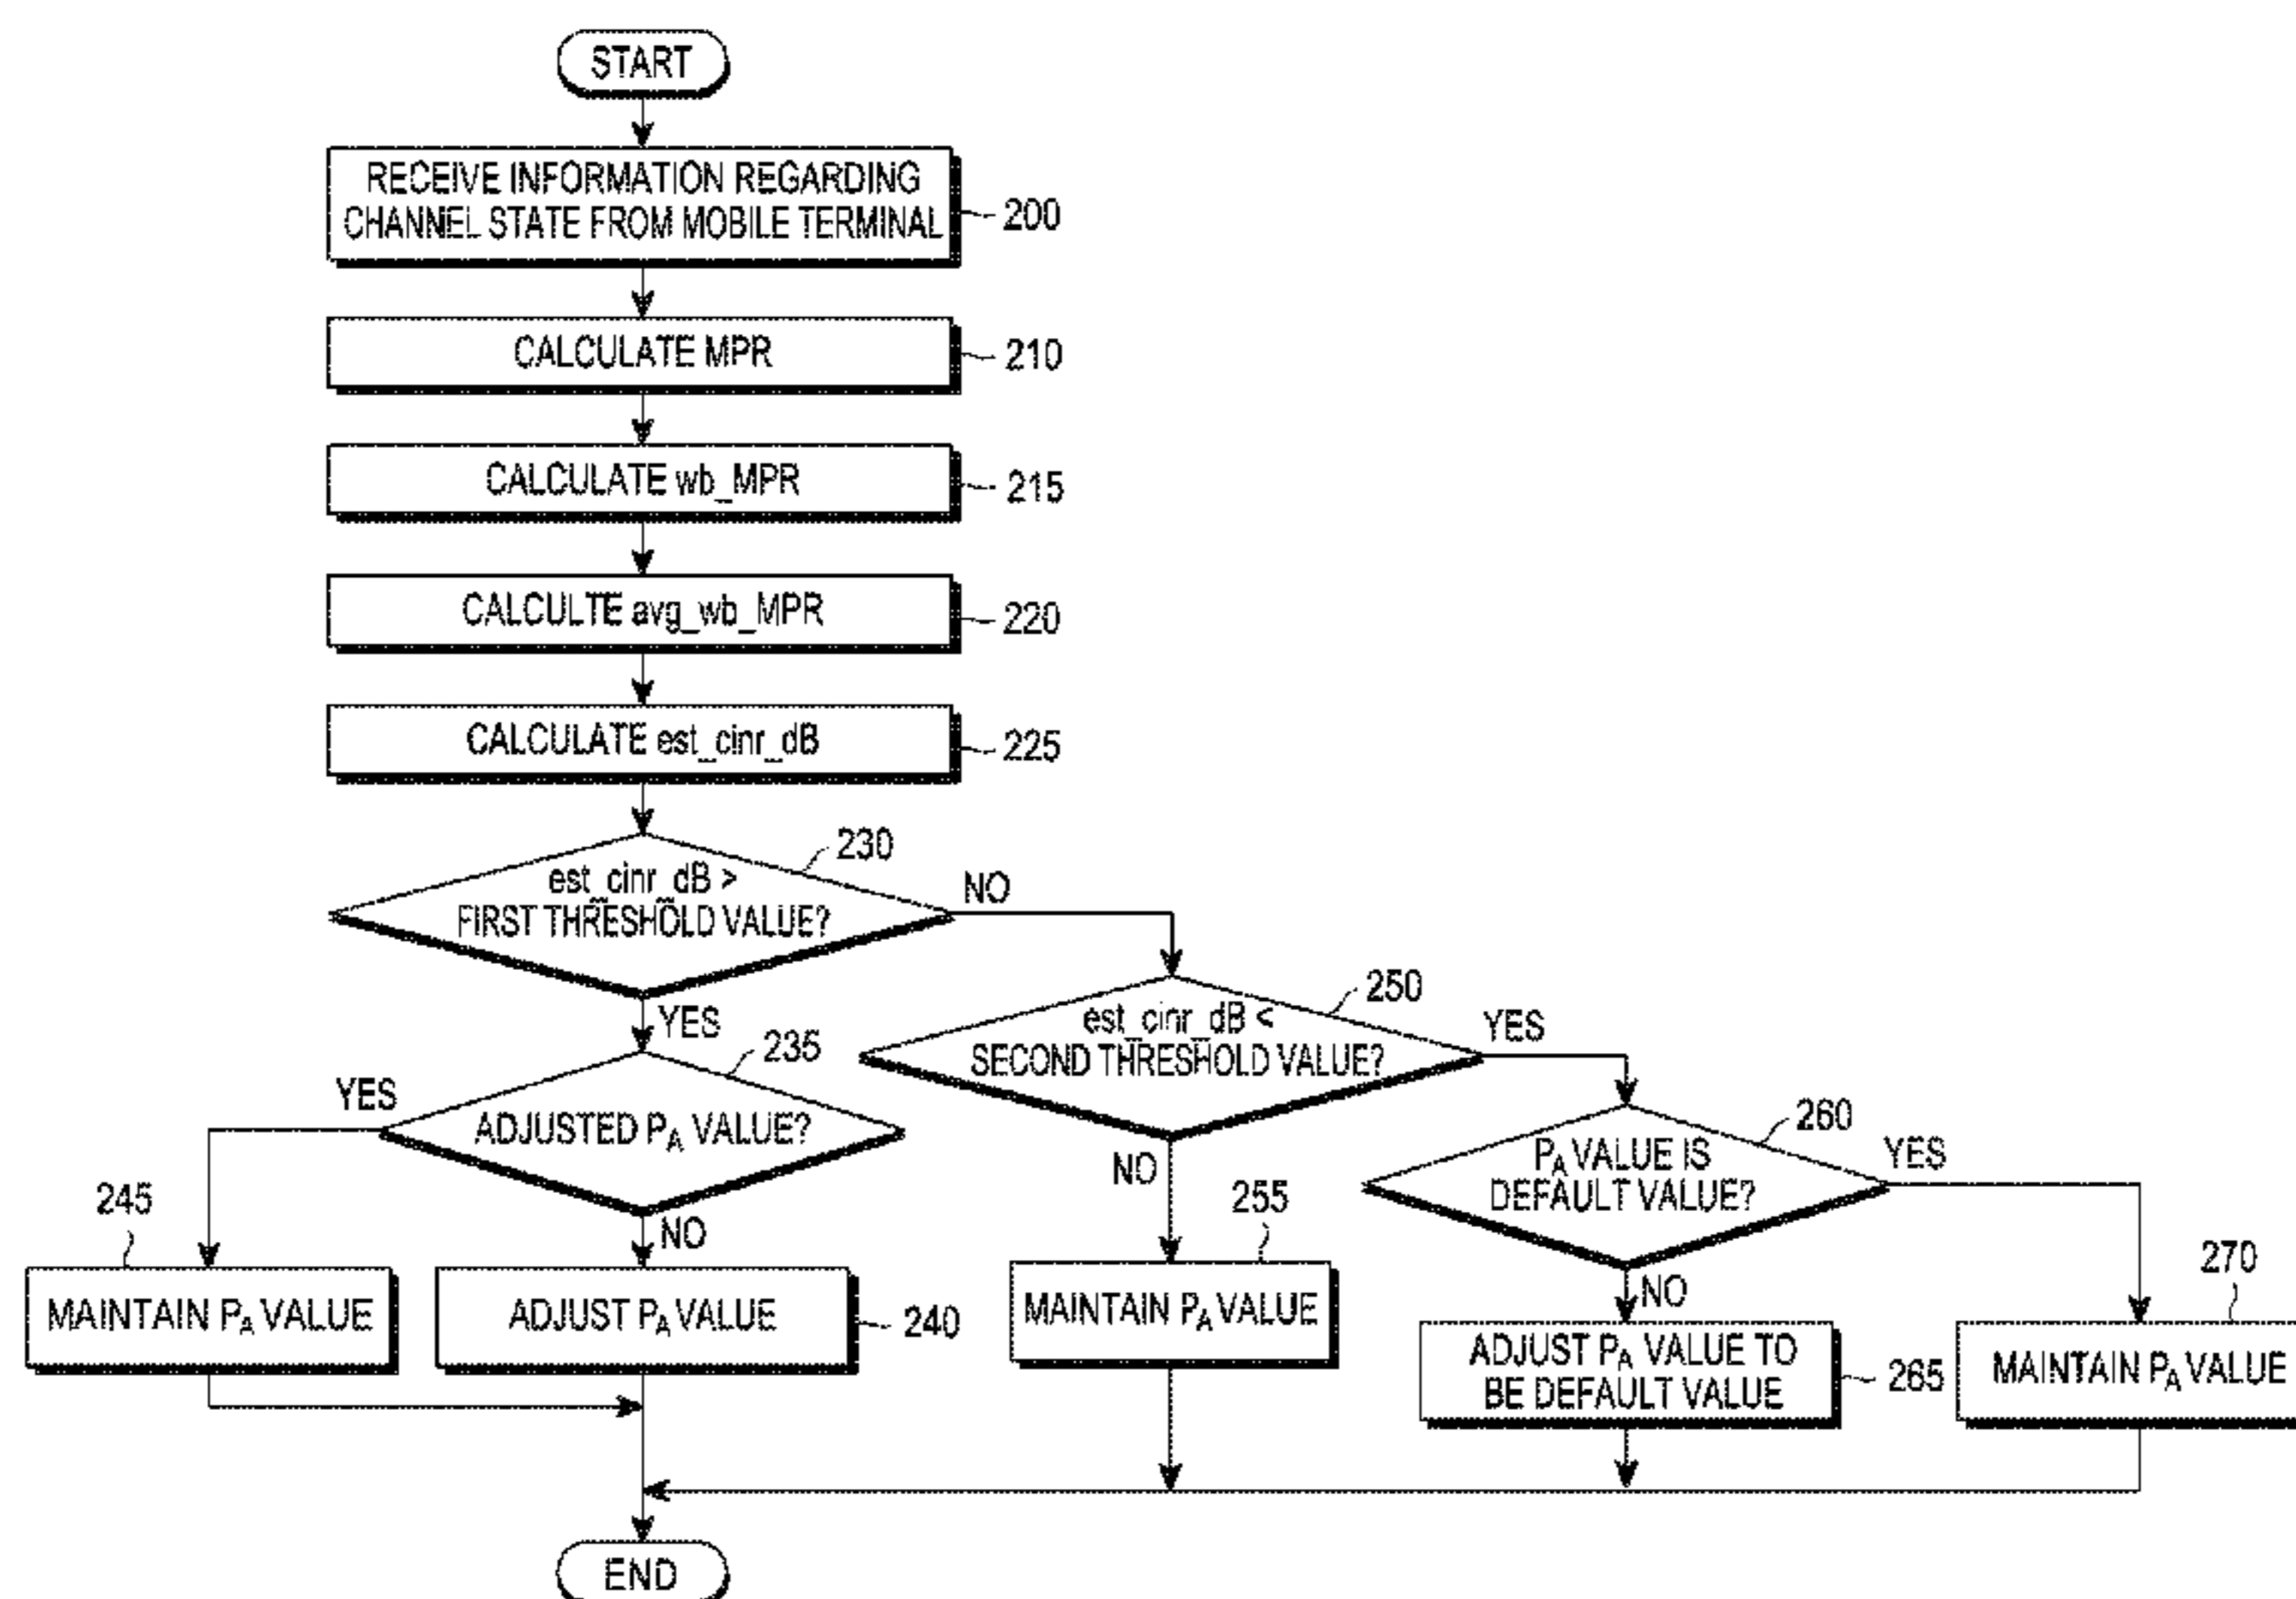 START
RECEIVE INFORMATION REGARDING
CHANNEL STATE FROM MOBILE TERMINAL
200
CALCULATE MPR
210
CALCULATE wb_MPR
215
CALCULTE avg_wb_MPR
220
CALCULATE est_cinr_dB
225
230
est_cinr_dB >
FIRST THRESHOLD VALUE?
NO
YES
250
est_cinr_dB <
SECOND THRESHOLD VALUE?
YES
NO
235
ADJUSTED PA VALUE?
YES
NO
260
PA VALUE IS
DEFAULT VALUE?
YES
NO
245
MAINTAIN PA VALUE
ADJUST PA VALUE
240
255
MAINTAIN PA VALUE
ADJUST PA VALUE TO
BE DEFAULT VALUE
265
270
MAINTAIN PA VALUE
END